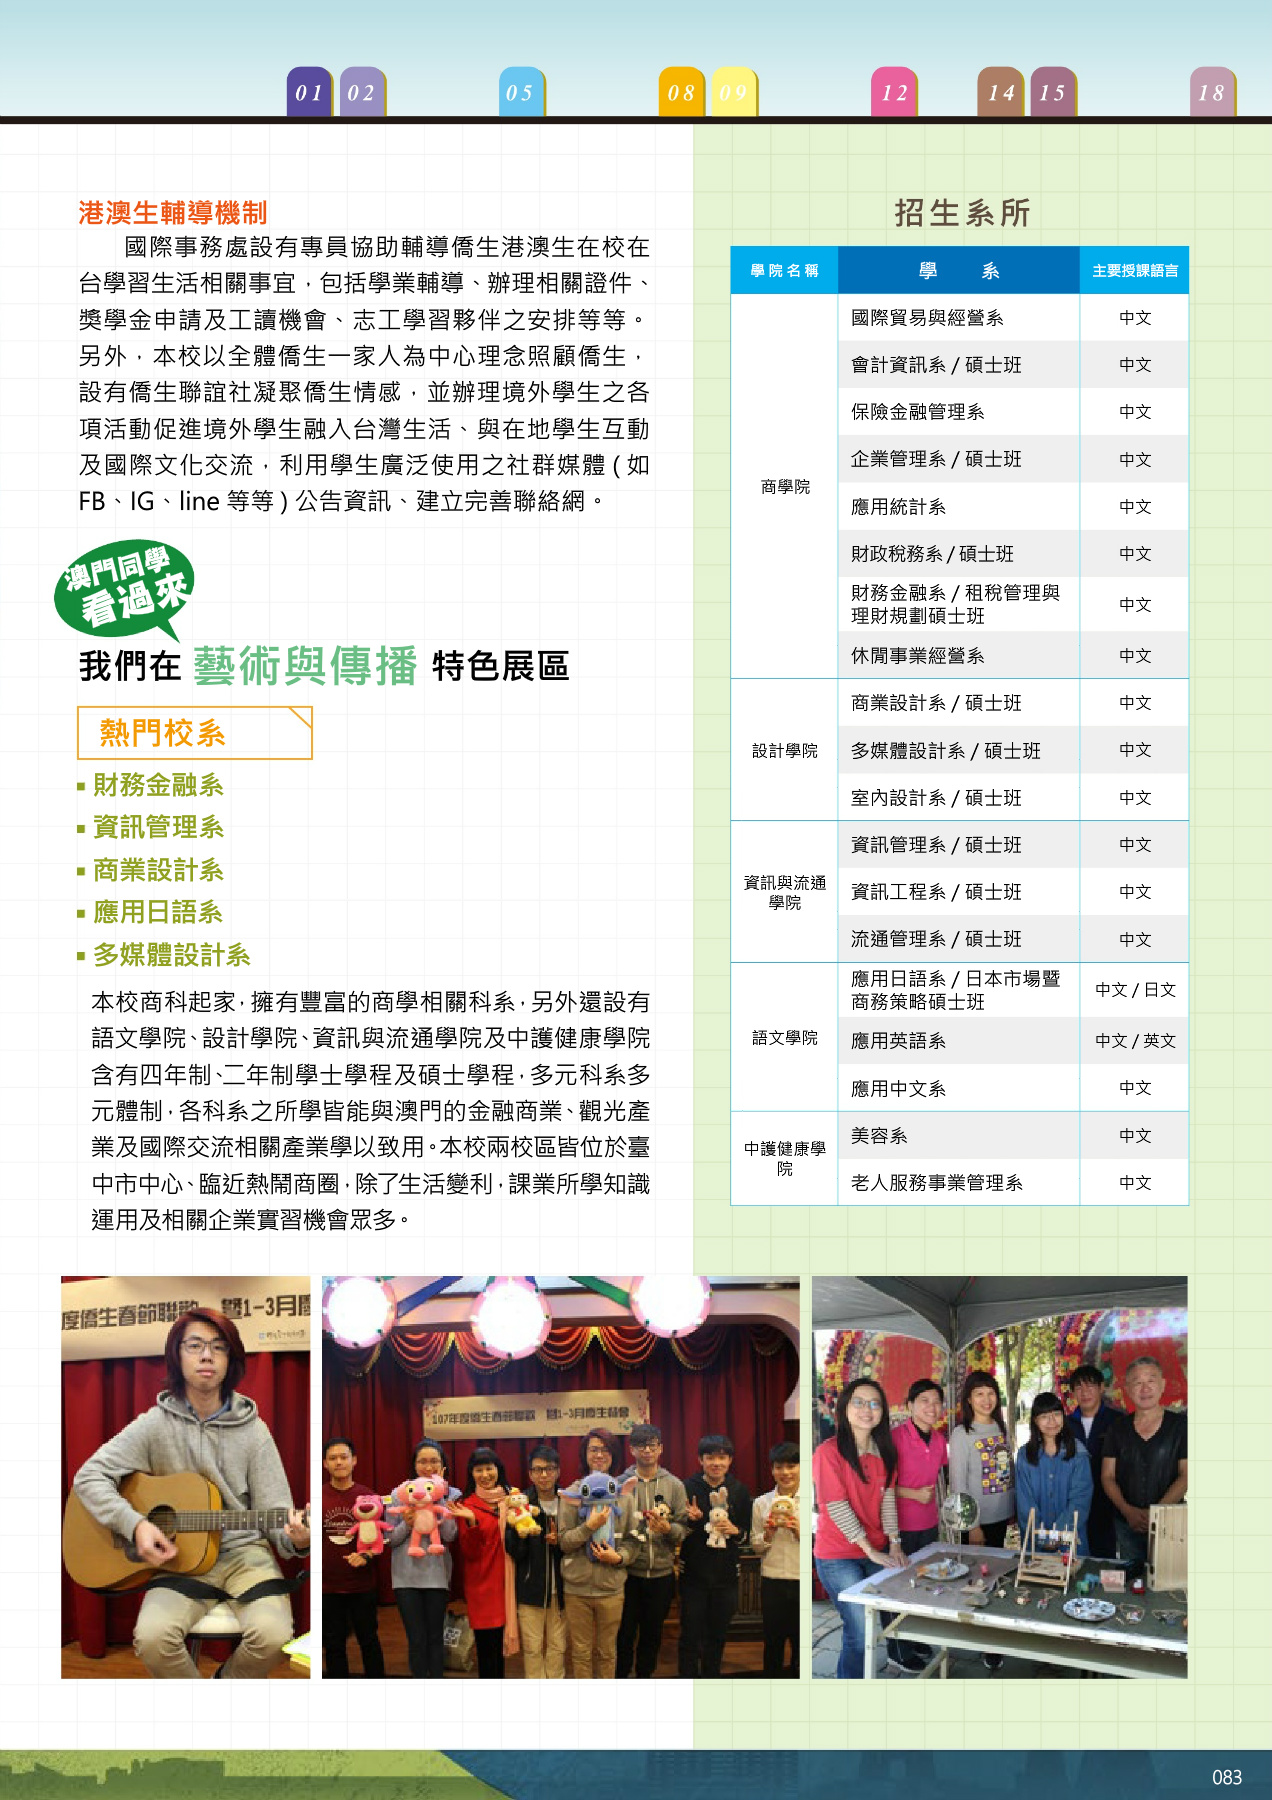 01 02 05 08 09 12 14 15 18
港澳生輔導機制
國際事務處設有專員協助輔導僑生港澳生在校在
台學習生活相關事宜，包括學業輔導、辦理相關證件、
獎學金申請及工讀機會、志工學習夥伴之安排等等。
另外，本校以全體僑生一家人為中心理念照顧僑生，
設有僑生聯誼社凝聚僑生情感，並辦理境外學生之各
項活動促進境外學生融入台灣生活、與在地學生互動
及國際文化交流，利用學生廣泛使用之社群媒體 ( 如
FB、IG、line 等等 ) 公告資訊、建立完善聯絡網。
澳門同學
看過來
我們在 藝術與傳播 特色展區
熱門校系
▪ 財務金融系
▪ 資訊管理系
▪ 商業設計系
▪ 應用日語系
▪ 多媒體設計系
本校商科起家，擁有豐富的商學相關科系，另外還設有
語文學院、設計學院、資訊與流通學院及中護健康學院
含有四年制、二年制學士學程及碩士學程，多元科系多
元體制，各科系之所學皆能與澳門的金融商業、觀光產
業及國際交流相關產業學以致用。本校兩校區皆位於臺
中市中心、臨近熱鬧商圈，除了生活變利，課業所學知識
運用及相關企業實習機會眾多。
招生系所
學院名稱 學 系 主要授課語言
商學院
國際貿易與經營系 中文
會計資訊系 / 碩士班 中文
保險金融管理系 中文
企業管理系 / 碩士班 中文
應用統計系 中文
財政稅務系 / 碩士班 中文
財務金融系 / 租稅管理與
理財規劃碩士班 中文
休閒事業經營系 中文
設計學院
商業設計系 / 碩士班 中文
多媒體設計系 / 碩士班 中文
室內設計系 / 碩士班 中文
資訊與流通
學院
資訊管理系 / 碩士班 中文
資訊工程系 / 碩士班 中文
流通管理系 / 碩士班 中文
語文學院
應用日語系 / 日本市場暨
商務策略碩士班 中文 / 日文
應用英語系 中文 / 英文
應用中文系 中文
中護健康學
院
美容系 中文
老人服務事業管理系 中文
度僑生春節聯歡 暨1-3月慶
107年度僑生春節聯歡 暨1-3月慶生餐會
083